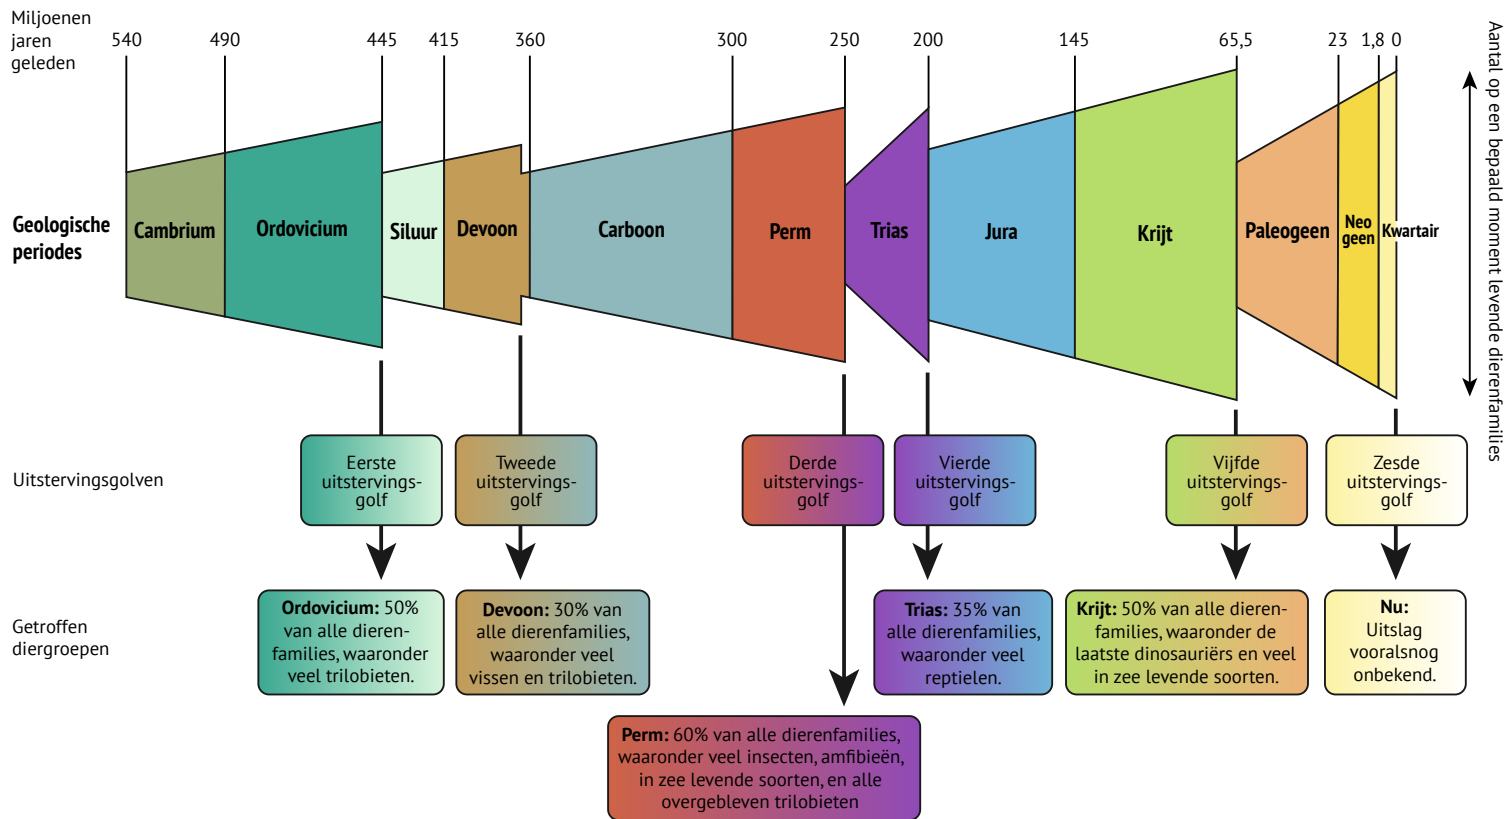 Miljoenen
jaren
geleden
540
490
445
415
360
300
250
200
145
65,5
23
1,8
0
Aantal op een bepaald moment levende dierenfamilies
Geologische
periodes
Cambrium
Ordovicium
Siluur
Devoon
Carboon
Perm
Trias
Jura
Krijt
Paleogeen
Neo
geen
Kwartair
Uitstervingsgolven
Eerste
uitstervings-
golf
Tweede
uitstervings-
golf
Derde
uitstervings-
golf
Vierde
uitstervings-
golf
Vijfde
uitstervings-
golf
Zesde
uitstervings-
golf
Getroffen
diergroepen
Ordovicium: 50%
van alle dieren-
families, waaronder
veel trilobieten.
Devoon: 30% van
alle dierenfamilies,
waaronder veel
vissen en trilobieten.
Perm: 60% van alle dierenfamilies,
waaronder veel insecten, amfibieën,
in zee levende soorten, en alle
overgebleven trilobieten
Trias: 35% van
alle dierenfamilies,
waaronder veel
reptielen.
Krijt: 50% van alle dieren-
families, waaronder de
laatste dinosauriërs en veel
in zee levende soorten.
Nu:
Uitslag
vooralsnog
onbekend.